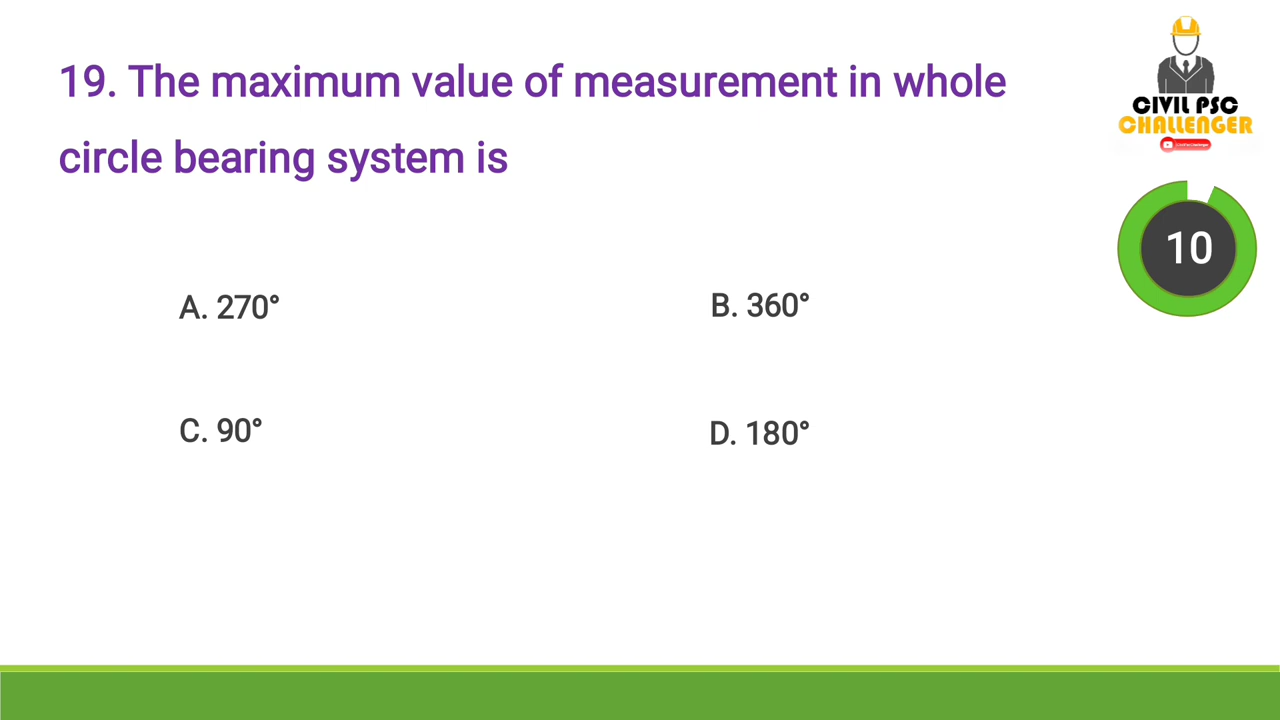 19. The maximum value of measurement in whole
circle bearing system is
CIVIL PSC
CHALLENGER
10
A. 270°
B. 360°
C. 90°
D. 180°